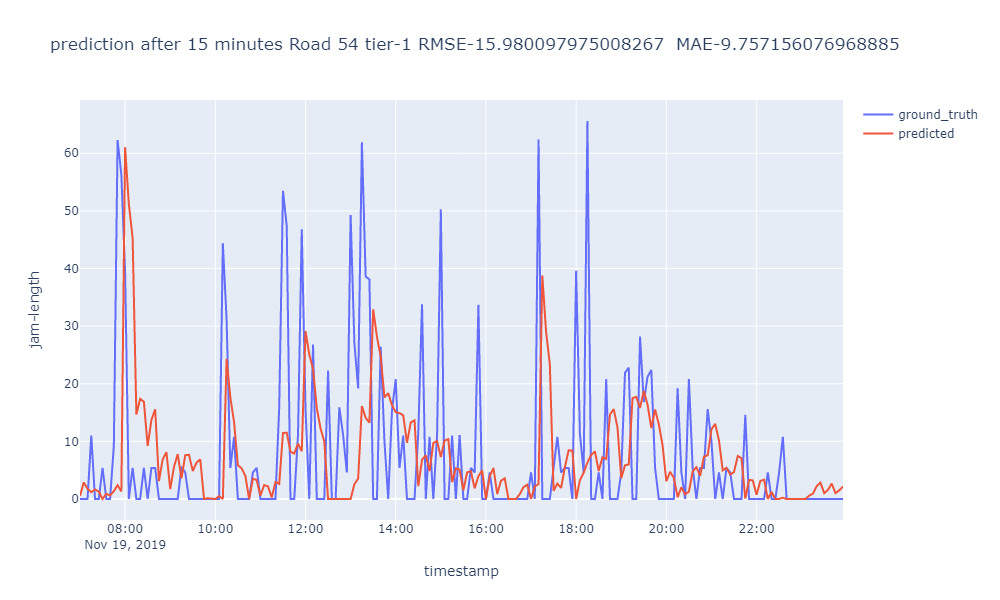 prediction after 15 minutes Road 54 tier-1 RMSE-15.980097975008267  MAE-9.757156076968885
ground_truth
predicted
60
50
40
30
20
10
0
jam-length
08:00 10:00 12:00 14:00 16:00 18:00 20:00 22:00
Nov 19, 2019
timestamp